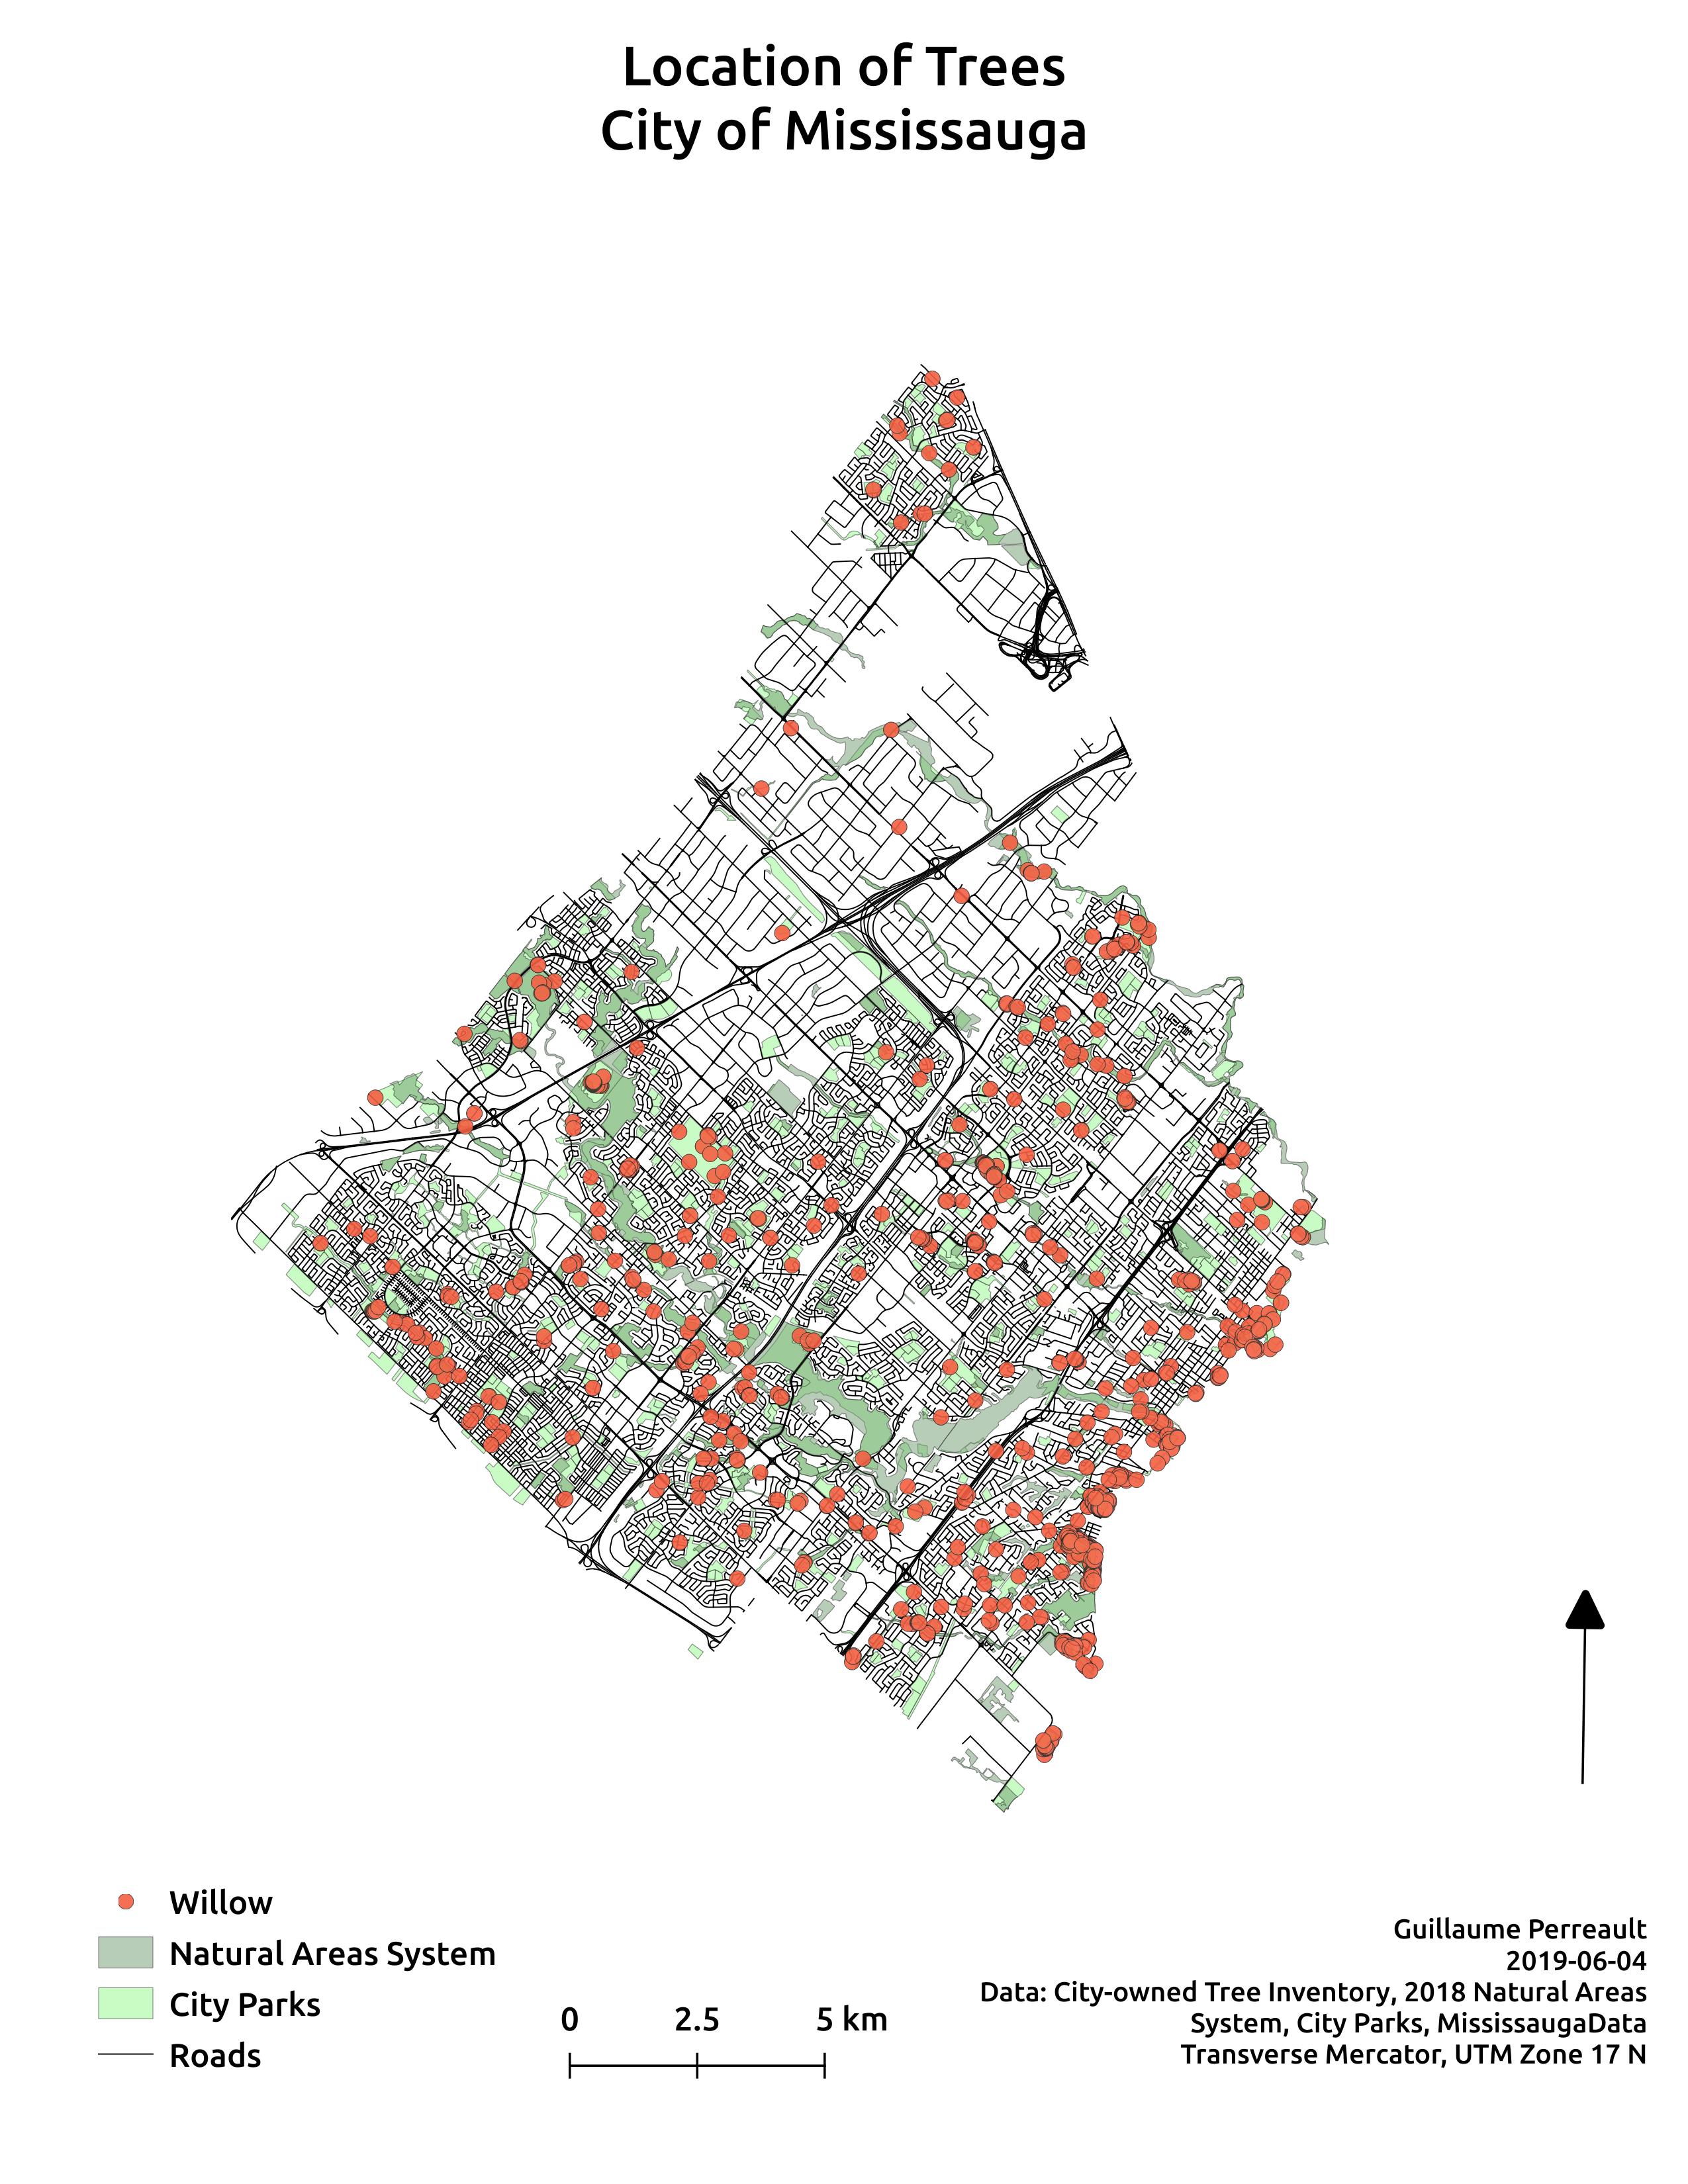 Location of Trees
City of Mississauga
Willow
Natural Areas System
City Parks
Roads
0 2.5 5 km
Guillaume Perreault
2019-06-04
Data: City-owned Tree Inventory, 2018 Natural Areas
System, City Parks, MississaugaData
Transverse Mercator, UTM Zone 17 N